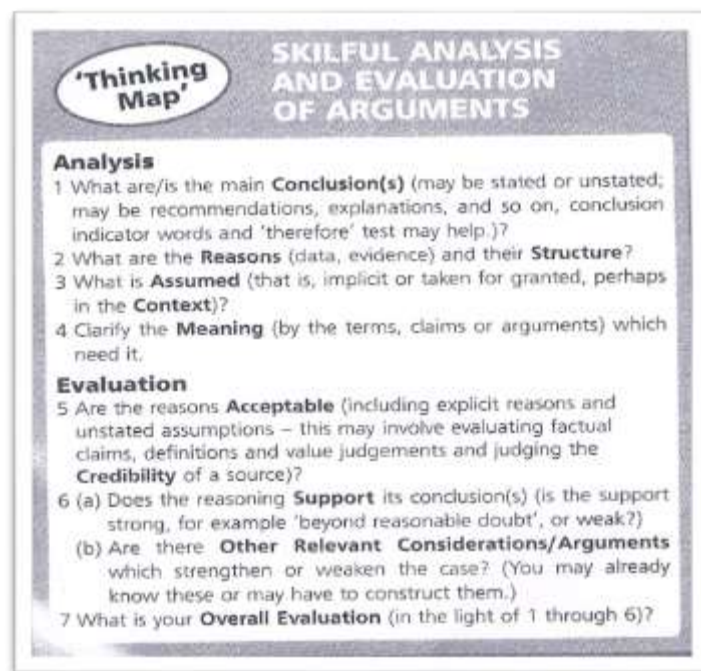 'Thinking
Map'
SKILFUL ANALYSIS
AND EVALUATION
OF ARGUMENTS
Analysis
1 What are/is the main Conclusion(s) (may be stated or unstated;
may be recommendations, explanations, and so on, conclusion
indicator words and 'therefore' test may help.)?
2 What are the Reasons (data, evidence) and their Structure?
3 What is Assumed (that is, implicit or taken for granted, perhaps
in the Context)?
4 Clarify the Meaning (by the terms, claims or arguments) which
need it.
Evaluation
5 Are the reasons Acceptable (including explicit reasons and
unstated assumptions – this may involve evaluating factual
claims, definitions and value judgements and judging the
Credibility of a source)?
6 (a) Does the reasoning Support its conclusion(s) (is the support
strong, for example 'beyond reasonable doubt', or weak?)
(b) Are there Other Relevant Considerations/Arguments
which strengthen or weaken the case? (You may already
know these or may have to construct them.)
7 What is your Overall Evaluation (in the light of 1 through 6)?